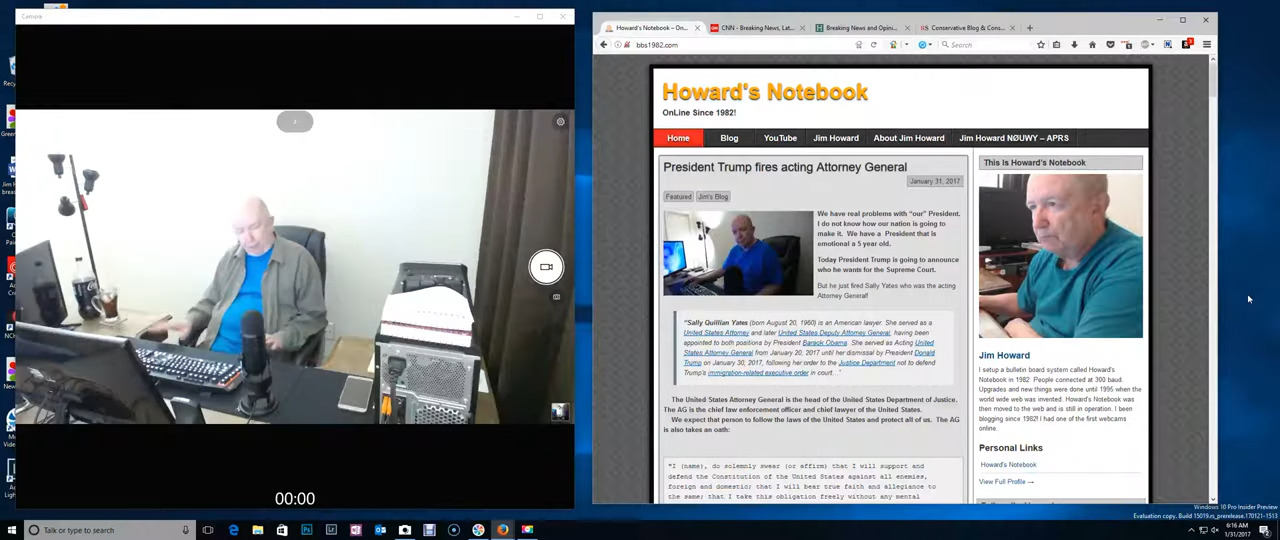 Camera
00:00
Howard's Notebook – On...
CNN - Breaking News, Lat...
Breaking News and Opini...
Conservative Blog & Cons...
bbs1982.com
Search
Howard's Notebook
OnLine Since 1982!
Home
Blog
YouTube
Jim Howard
About Jim Howard
Jim Howard NØUWY – APRS
President Trump fires acting Attorney General
January 31, 2017
Featured
Jim's Blog
We have real problems with "our" President.
I do not know how our nation is going to
make it. We have a President that is
emotional a 5 year old.
Today President Trump is going to announce
who he wants for the Supreme Court.
But he just fired Sally Yates who was the acting
Attorney General!
"Sally Quillian Yates (born August 20, 1960) is an American lawyer. She served as a
United States Attorney and later United States Deputy Attorney General, having been
appointed to both positions by President Barack Obama. She served as Acting United
States Attorney General from January 20, 2017 until her dismissal by President Donald
Trump on January 30, 2017, following her order to the Justice Department not to defend
Trump's immigration-related executive order in court..."
The United States Attorney General is the head of the United States Department of Justice.
The AG is the chief law enforcement officer and chief lawyer of the United States.
We expect that person to follow the laws of the United States and protect all of us. The AG
is also takes an oath:
"I (name), do solemnly swear (or affirm) that I will support and
defend the Constitution of the United States against all enemies,
foreign and domestic; that I will bear true faith and allegiance to
the same; that I take this obligation freely without any mental
This Is Howard's Notebook
Jim Howard
I setup a bulletin board system called Howard's
Notebook in 1982. People connected at 300 baud.
Upgrades and new things were done until 1995 when the
world wide web was invented. Howard's Notebook was
then moved to the web and is still in operation. I been
blogging since 1982! I had one of the first webcams
online.
Personal Links
Howard's Notebook
View Full Profile →
Talk or type to search
Windows 10 Pro Insider Preview
Evaluation copy. Build 15019.rs_prerelease.170121-1513
6:16 AM
1/31/2017